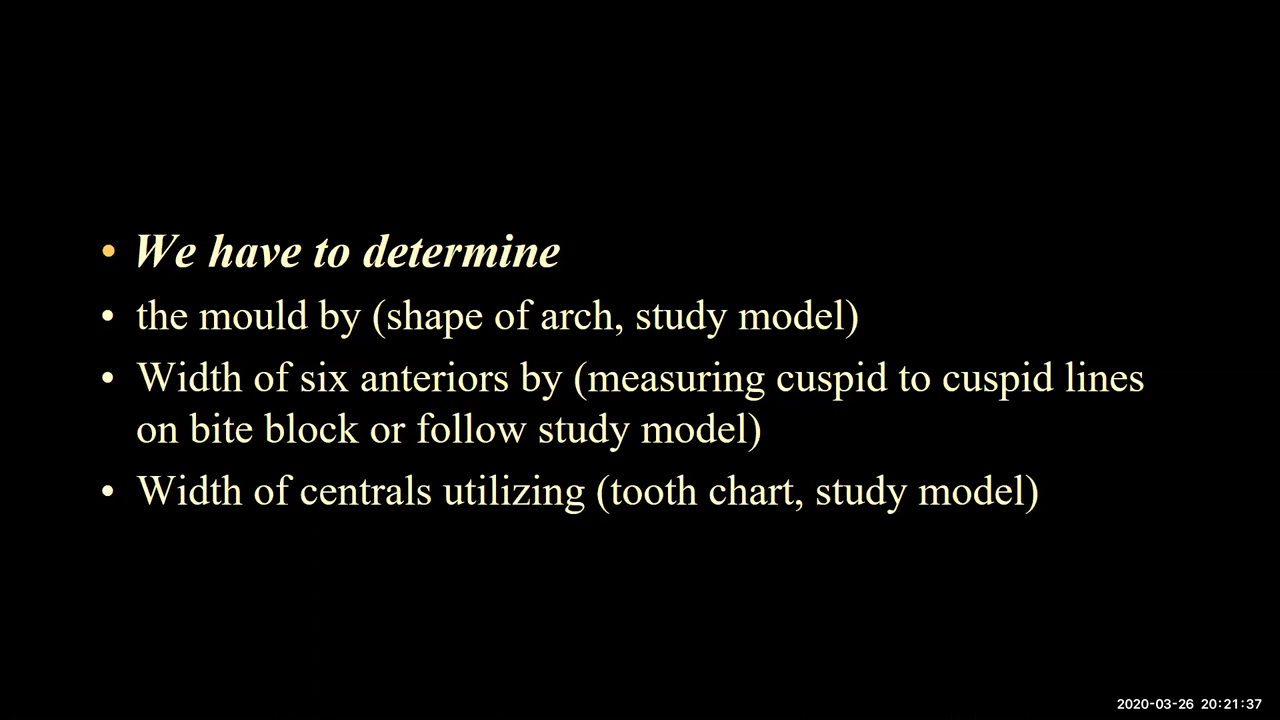 • We have to determine
• the mould by (shape of arch, study model)
• Width of six anteriors by (measuring cuspid to cuspid lines
on bite block or follow study model)
• Width of centrals utilizing (tooth chart, study model)
2020-03-26 20:21:37